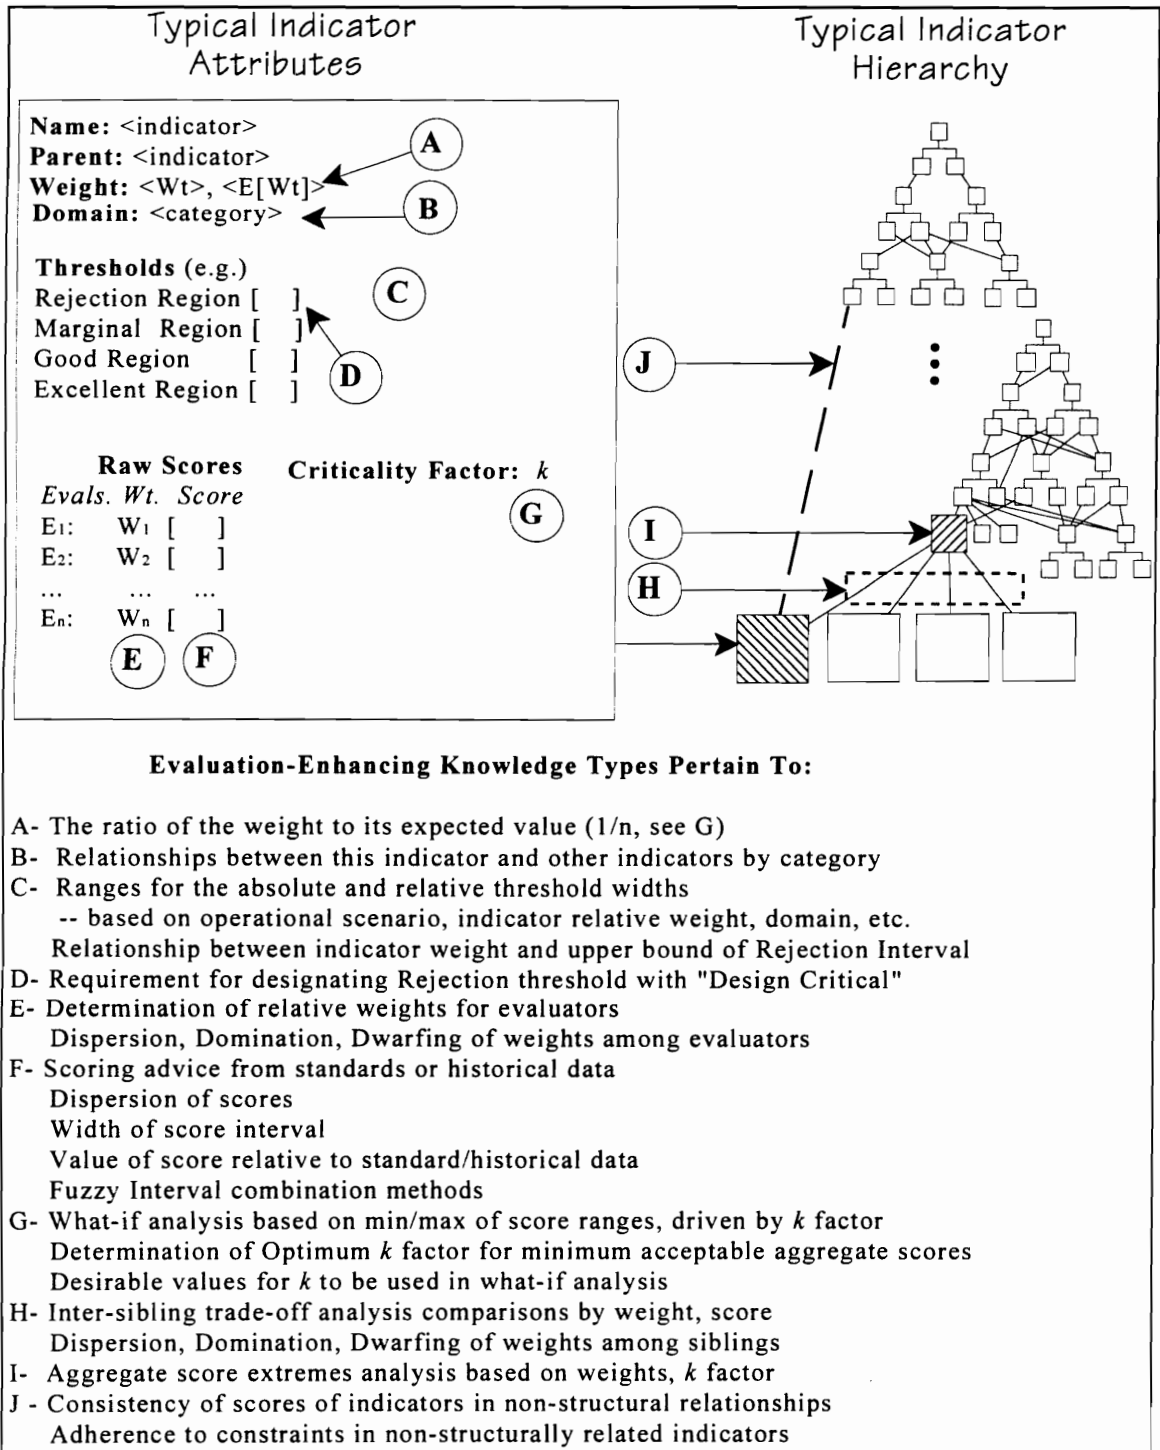 Typical Indicator
Attributes
Typical Indicator
Hierarchy
Name: <indicator>
Parent: <indicator>
Weight: <Wt>, <E[Wt]>
Domain: <category>
A
B
Thresholds (e.g.)
Rejection Region [ ]
Marginal Region [ ]
Good Region [ ]
Excellent Region [ ]
C
D
J
Raw Scores
Evals. Wt. Score
E1: W1 [ ]
E2: W2 [ ]
... ... ...
En: Wn [ ]
E
F
Criticality Factor: k
G
I
H
Evaluation-Enhancing Knowledge Types Pertain To:
A- The ratio of the weight to its expected value (1/n, see G)
B- Relationships between this indicator and other indicators by category
C- Ranges for the absolute and relative threshold widths
-- based on operational scenario, indicator relative weight, domain, etc.
Relationship between indicator weight and upper bound of Rejection Interval
D- Requirement for designating Rejection threshold with "Design Critical"
E- Determination of relative weights for evaluators
Dispersion, Domination, Dwarfing of weights among evaluators
F- Scoring advice from standards or historical data
Dispersion of scores
Width of score interval
Value of score relative to standard/historical data
Fuzzy Interval combination methods
G- What-if analysis based on min/max of score ranges, driven by k factor
Determination of Optimum k factor for minimum acceptable aggregate scores
Desirable values for k to be used in what-if analysis
H- Inter-sibling trade-off analysis comparisons by weight, score
Dispersion, Domination, Dwarfing of weights among siblings
I- Aggregate score extremes analysis based on weights, k factor
J - Consistency of scores of indicators in non-structural relationships
Adherence to constraints in non-structurally related indicators